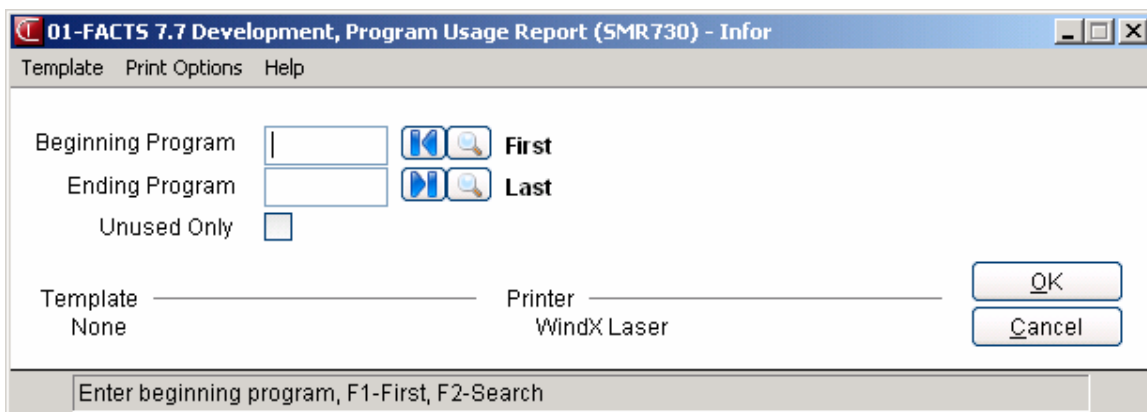 01-FACTS 7.7 Development, Program Usage Report (SMR730) - Infor
Template Print Options Help
Beginning Program First
Ending Program Last
Unused Only
Template Printer OK
None WindX Laser Cancel
Enter beginning program, F1-First, F2-Search